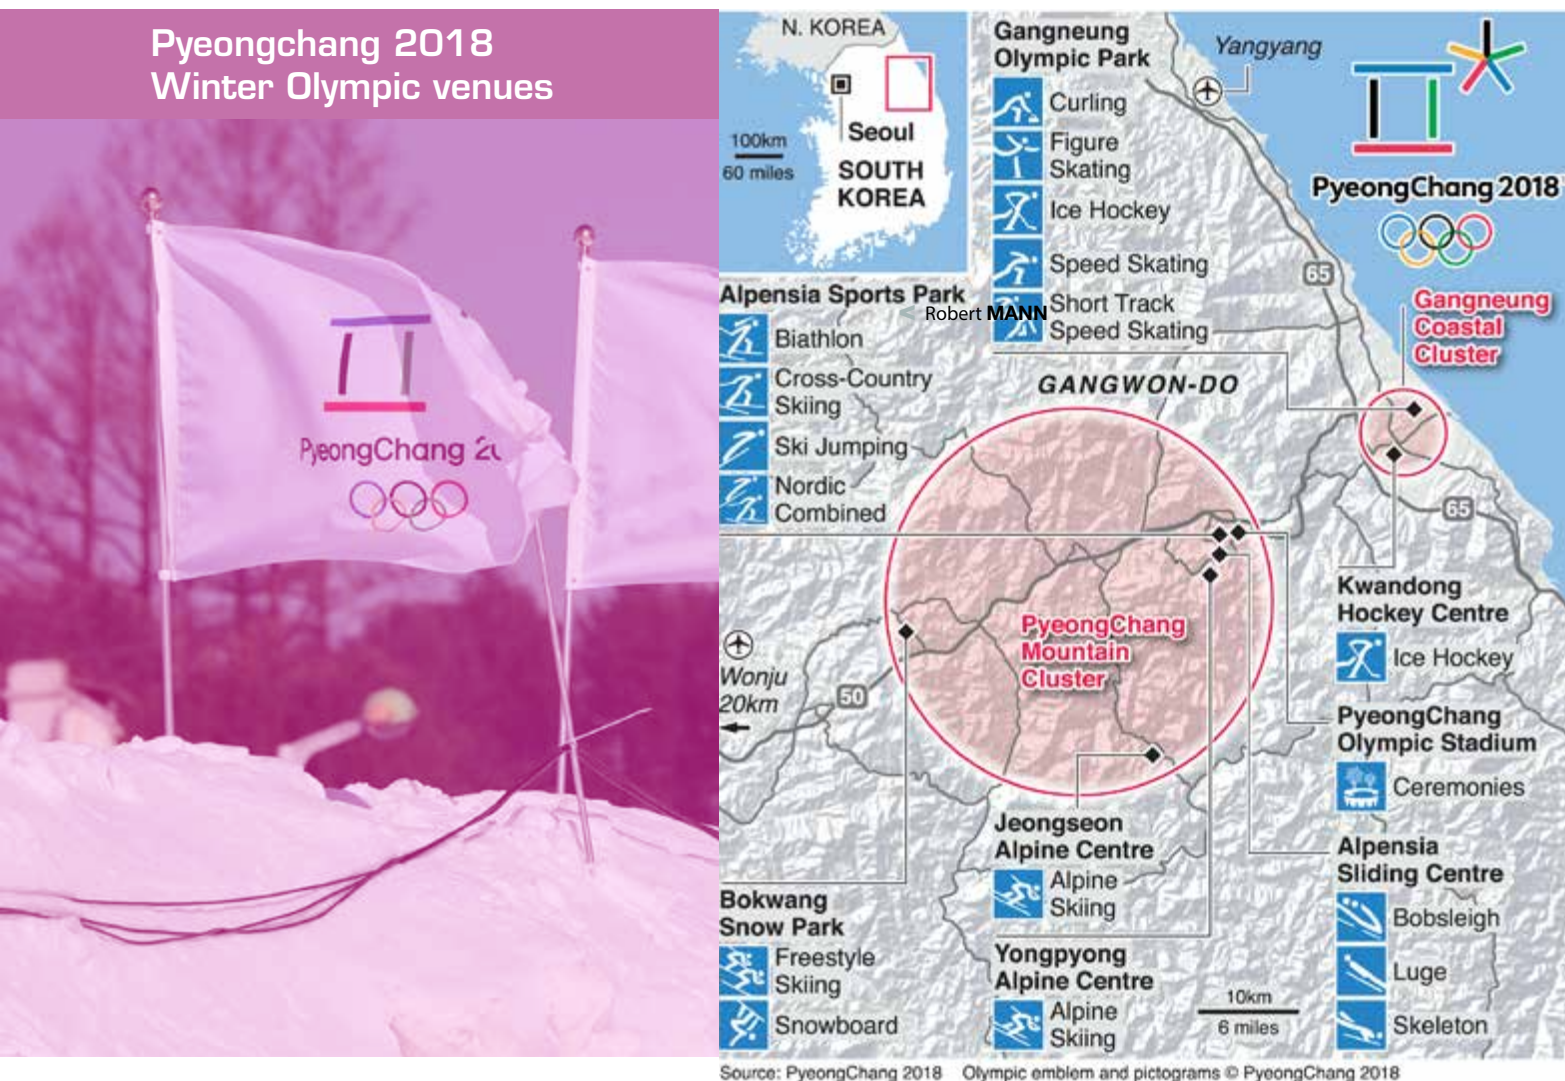 Pyeongchang 2018
Winter Olympic venues
PyeongChang 2
N. KOREA
Seoul
SOUTH
KOREA
100km
60 miles
Gangneung
Olympic Park
Curling
Figure
Skating
Ice Hockey
Speed Skating
Short Track
Speed Skating
Yangyang
PyeongChang 2018
65
Gangneung
Coastal
Cluster
Alpensia Sports Park
< Robert MANN
Biathlon
Cross-Country
Skiing
Ski Jumping
Nordic
Combined
GANGWON-DO
65
PyeongChang
Mountain
Cluster
Wonju
20km
50
Kwandong
Hockey Centre
Ice Hockey
PyeongChang
Olympic Stadium
Ceremonies
Alpensia
Sliding Centre
Bobsleigh
Luge
Skeleton
Jeongseon
Alpine Centre
Alpine
Skiing
Yongpyong
Alpine Centre
Alpine
Skiing
Bokwang
Snow Park
Freestyle
Skiing
Snowboard
10km
6 miles
Source: PyeongChang 2018 Olympic emblem and pictograms © PyeongChang 2018